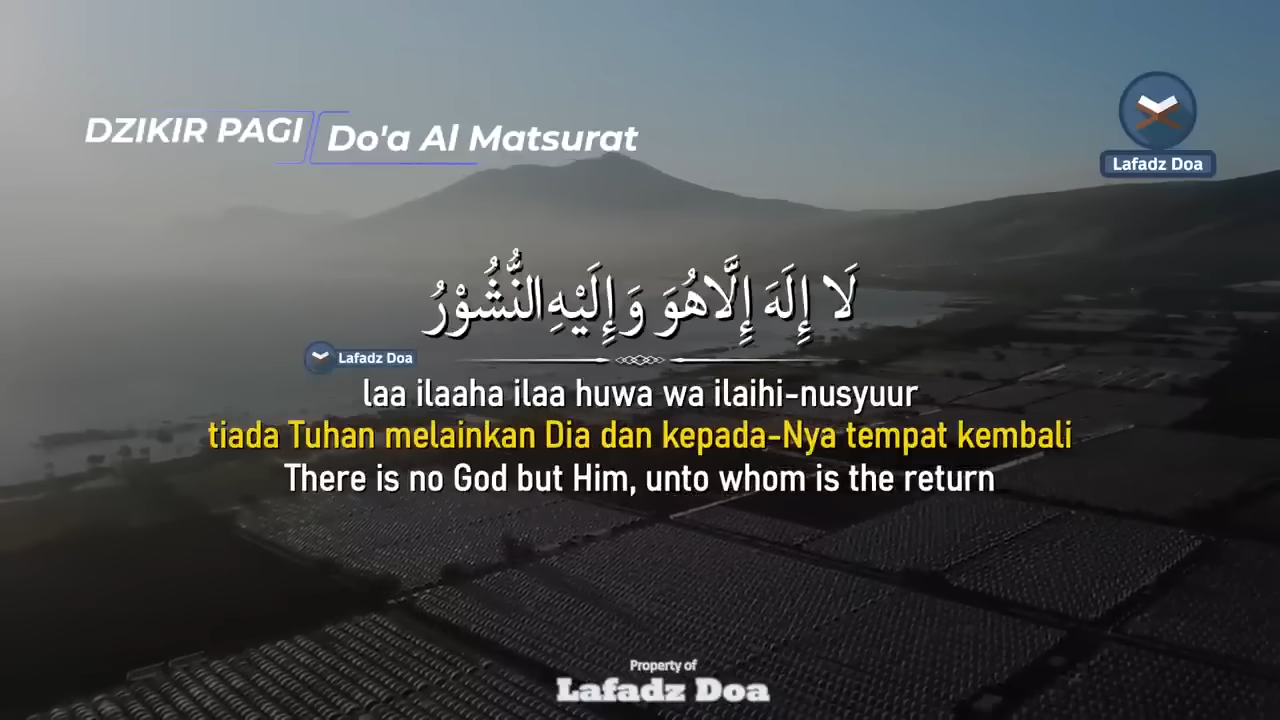 DZIKIR PAGI
Do'a Al Matsurat
Lafadz Doa
لَا إِلَهَ إِلَّاهُوَ وَإِلَيْهِ النُّشُوْرُ
Lafadz Doa
laa ilaaha ilaa huwa wa ilaihi-nusyuur
tiada Tuhan melainkan Dia dan kepada-Nya tempat kembali
There is no God but Him, unto whom is the return
Property of
Lafadz Doa